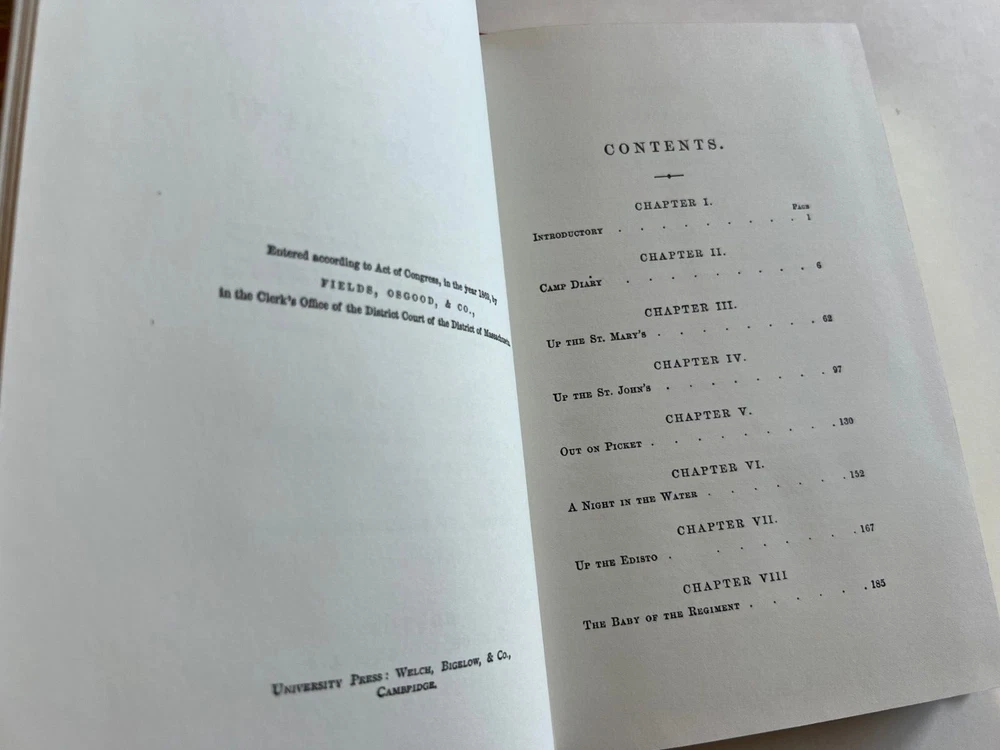 Entered according to Act of Congress, in the year 1869, by
FIELDS, OSGOOD, & CO.,
in the Clerk's Office of the District Court of the District of Massachusetts.
UNIVERSITY PRESS: WELCH, BIGELOW, & CO.,
CAMBRIDGE.
CONTENTS.
CHAPTER I.
PAGE
INTRODUCTORY . . . . . . . . 1
CHAPTER II.
CAMP DIARY . . . . . . . . 6
CHAPTER III.
UP THE ST. MARY'S . . . . . . . 62
CHAPTER IV.
UP THE ST. JOHN'S . . . . . . . 97
CHAPTER V.
OUT ON PICKET . . . . . . . . 130
CHAPTER VI.
A NIGHT IN THE WATER . . . . . . 152
CHAPTER VII.
UP THE EDISTO . . . . . . . 167
CHAPTER VIII
THE BABY OF THE REGIMENT . . . . . 185